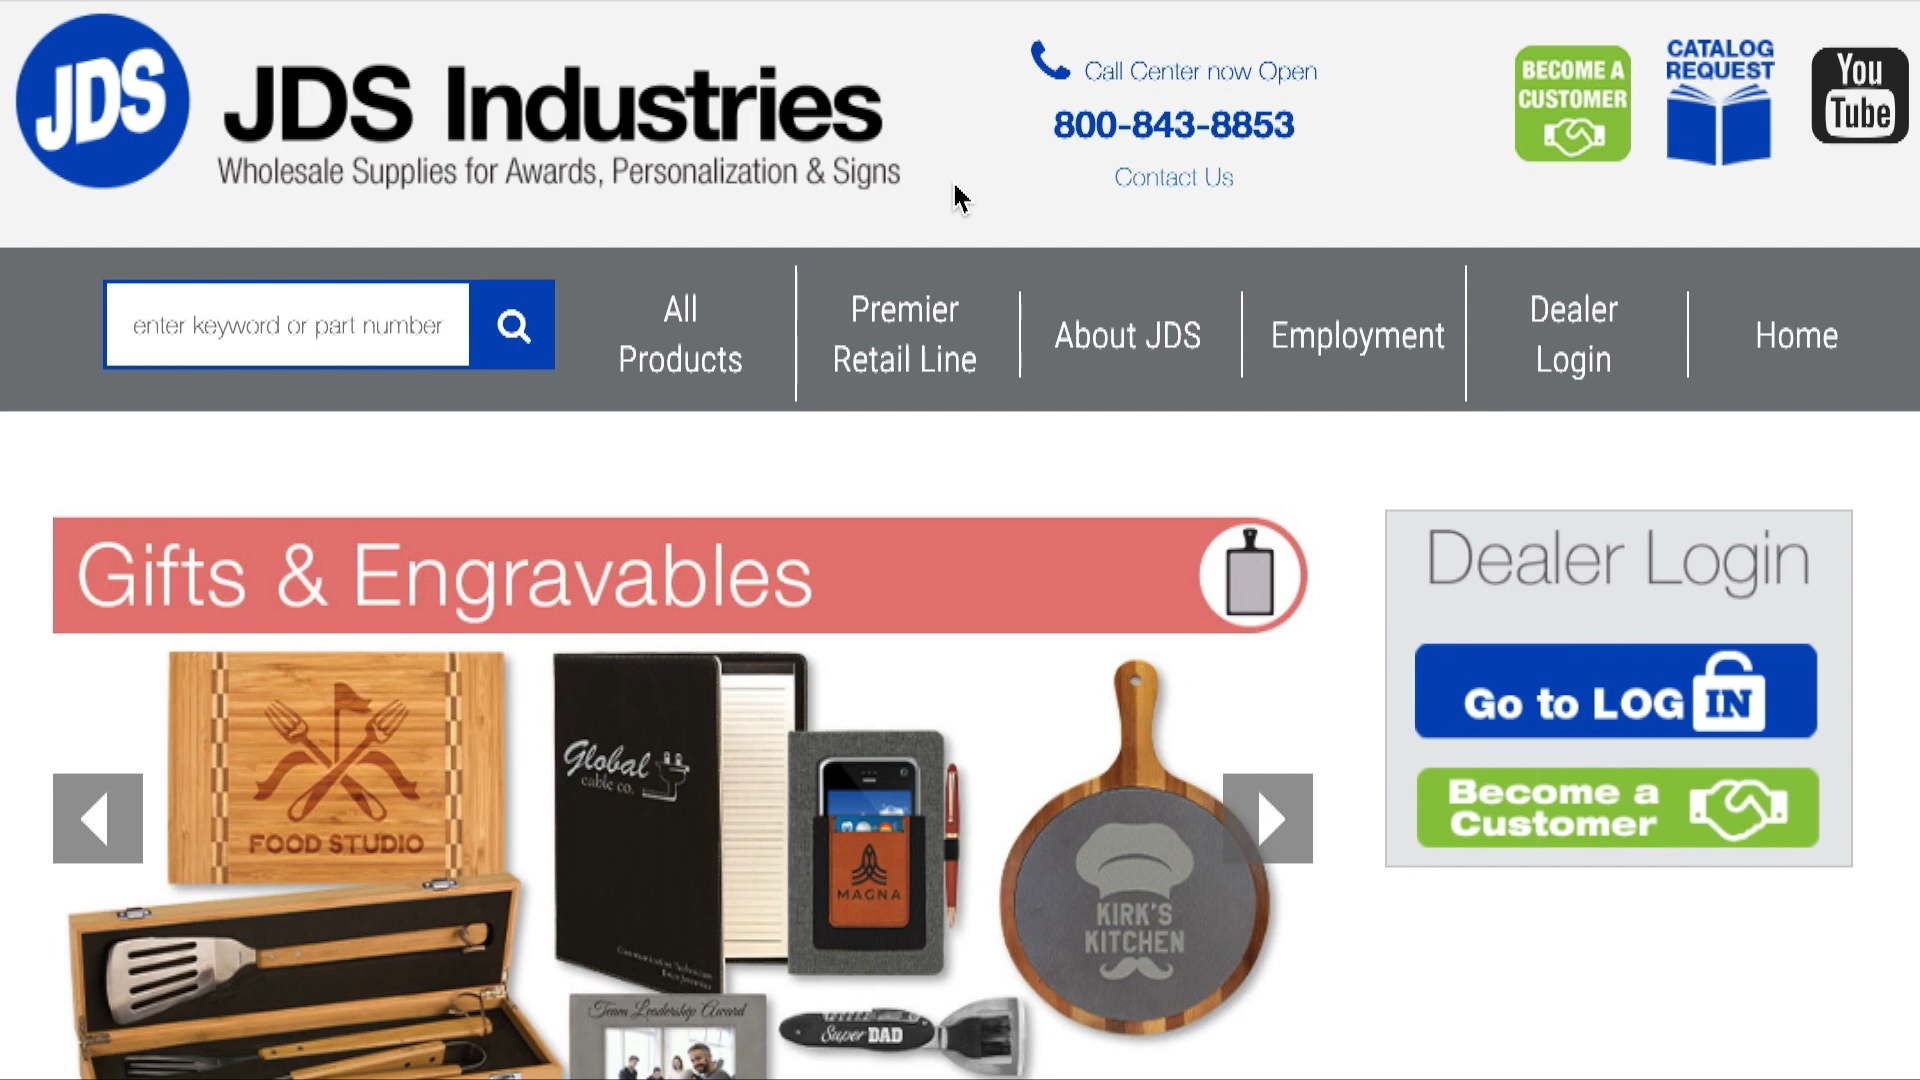 JDS
JDS Industries
Wholesale Supplies for Awards, Personalization & Signs
Call Center now Open
800-843-8853
Contact Us
BECOME A
CUSTOMER
CATALOG
REQUEST
You
Tube
enter keyword or part number
All
Products
Premier
Retail Line
About JDS
Employment
Dealer
Login
Home
Gifts & Engravables
Dealer Login
Go to LOG IN
Become a
Customer
FOOD STUDIO
Global
cable co.
MAGNA
KIRK'S
KITCHEN
Team Leadership Award
Super DAD